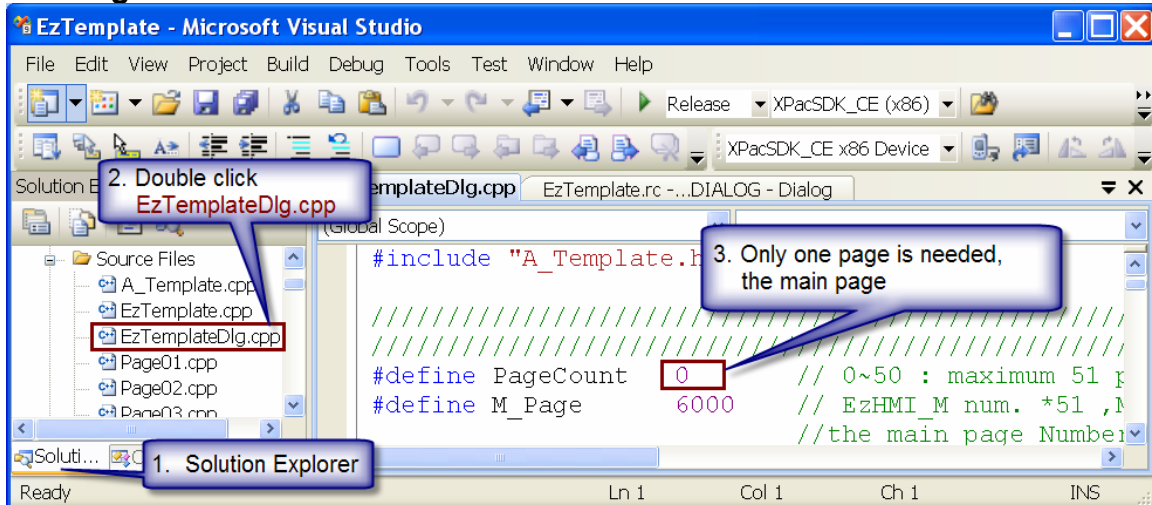 EzTemplate - Microsoft Visual Studio
File Edit View Project Build Debug Tools Test Window Help
Release XPacSDK_CE (x86)
XPacSDK_CE x86 Device
Solution E
2. Double click
EzTemplateDlg.cpp
emplateDlg.cpp EzTemplate.rc -...DIALOG - Dialog
(Global Scope)
Source Files
A_Template.cpp
EzTemplate.cpp
EzTemplateDlg.cpp
Page01.cpp
Page02.cpp
Page03.cpp
#include "A_Template.h
3. Only one page is needed,
the main page
////////////////////////////////////////////////
////////////////////////////////////////////////
#define PageCount 0 // 0~50 : maximum 51 p
#define M_Page 6000 // EzHMI_M num. *51 ,M
//the main page Number
Soluti... C
1. Solution Explorer
Ready Ln 1 Col 1 Ch 1 INS